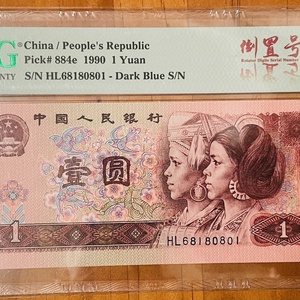 G
China / People's Republic
倒置号
Pick# 884e 1990 1 Yuan
NTY
S/N HL68180801 - Dark Blue S/N
中国人民银行
壹圆
HL68180801
1
1